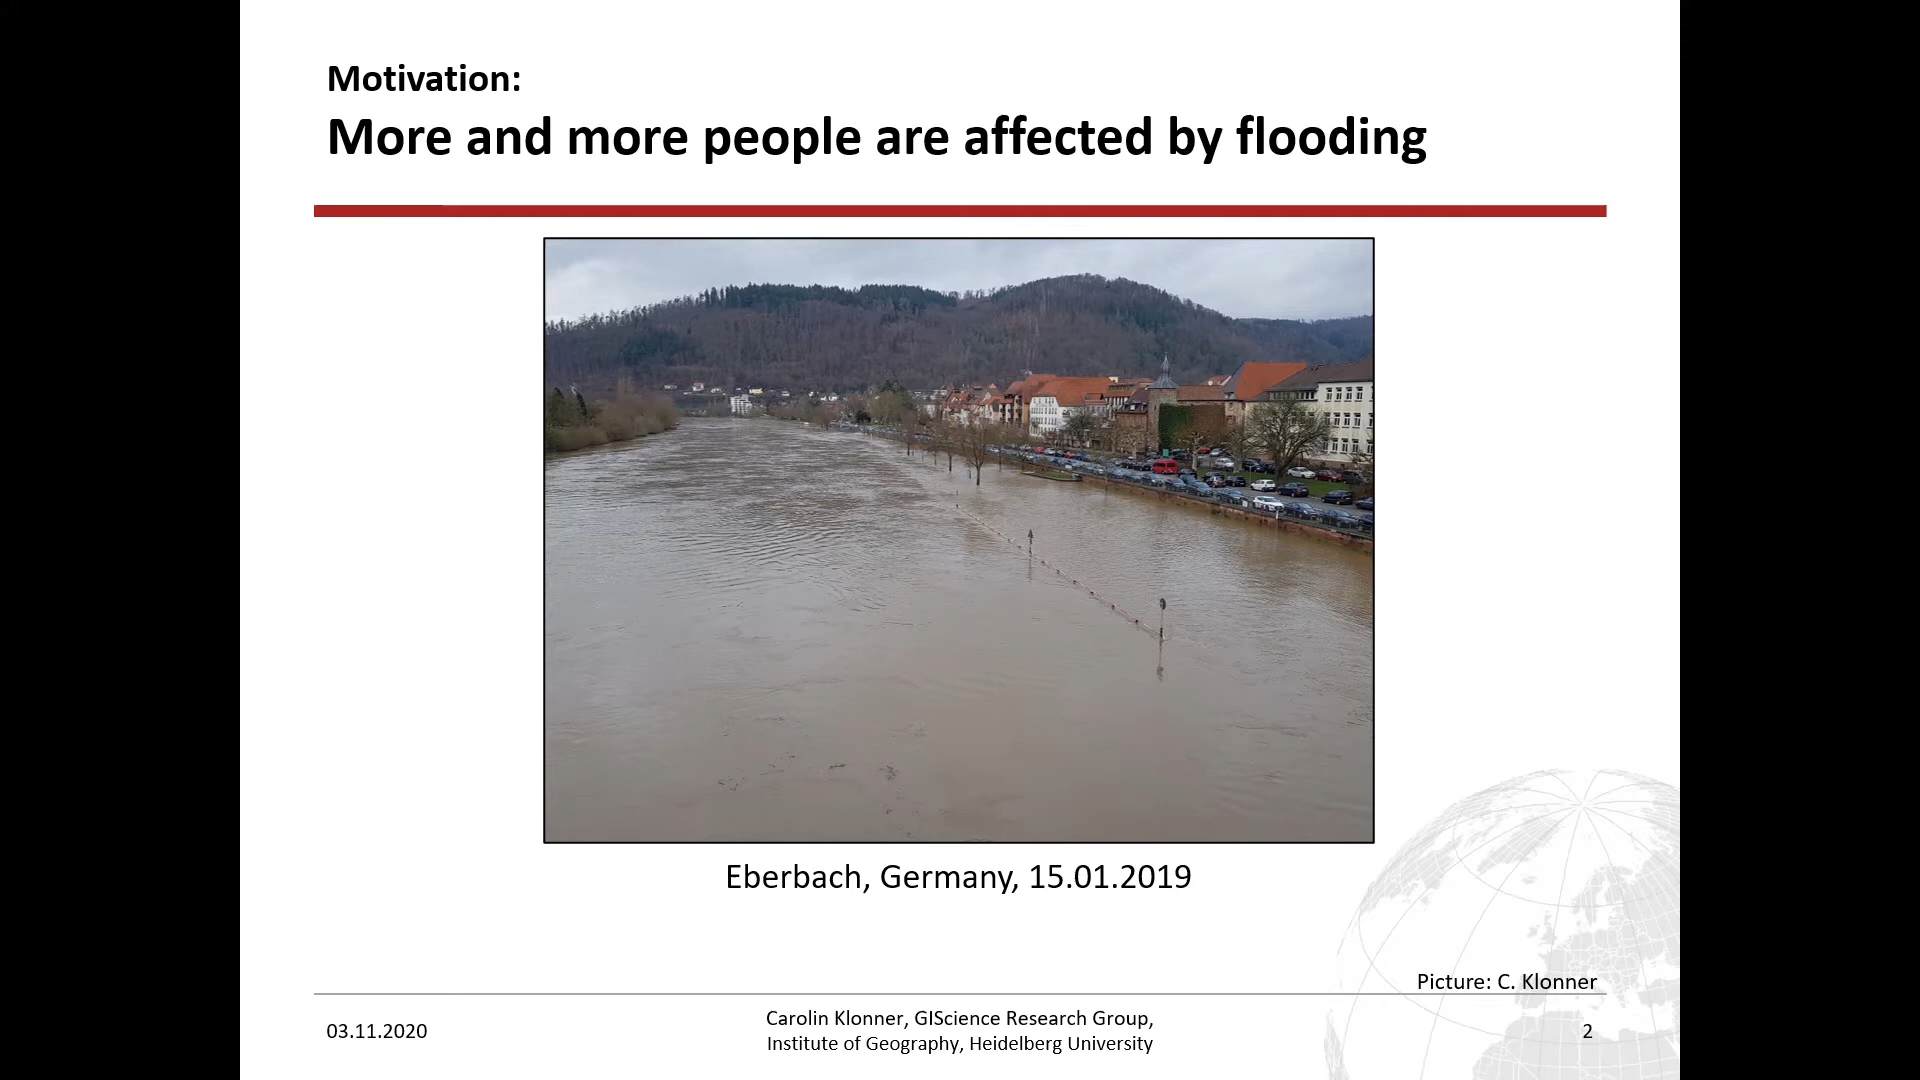 Motivation:
More and more people are affected by flooding
Eberbach, Germany, 15.01.2019
Picture: C. Klonner
03.11.2020
Carolin Klonner, GIScience Research Group,
Institute of Geography, Heidelberg University
2